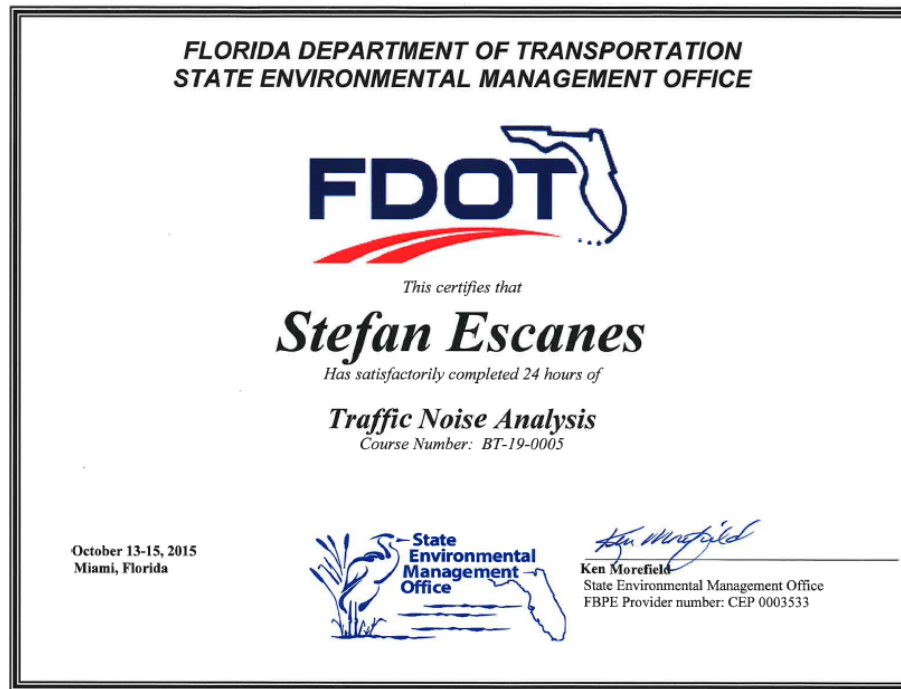 FLORIDA DEPARTMENT OF TRANSPORTATION
STATE ENVIRONMENTAL MANAGEMENT OFFICE
FDOT
This certifies that
Stefan Escanes
Has satisfactorily completed 24 hours of
Traffic Noise Analysis
Course Number: BT-19-0005
October 13-15, 2015
Miami, Florida
State
Environmental
Management
Office
Ken Morefield
Ken Morefield
State Environmental Management Office
FBPE Provider number: CEP 0003533